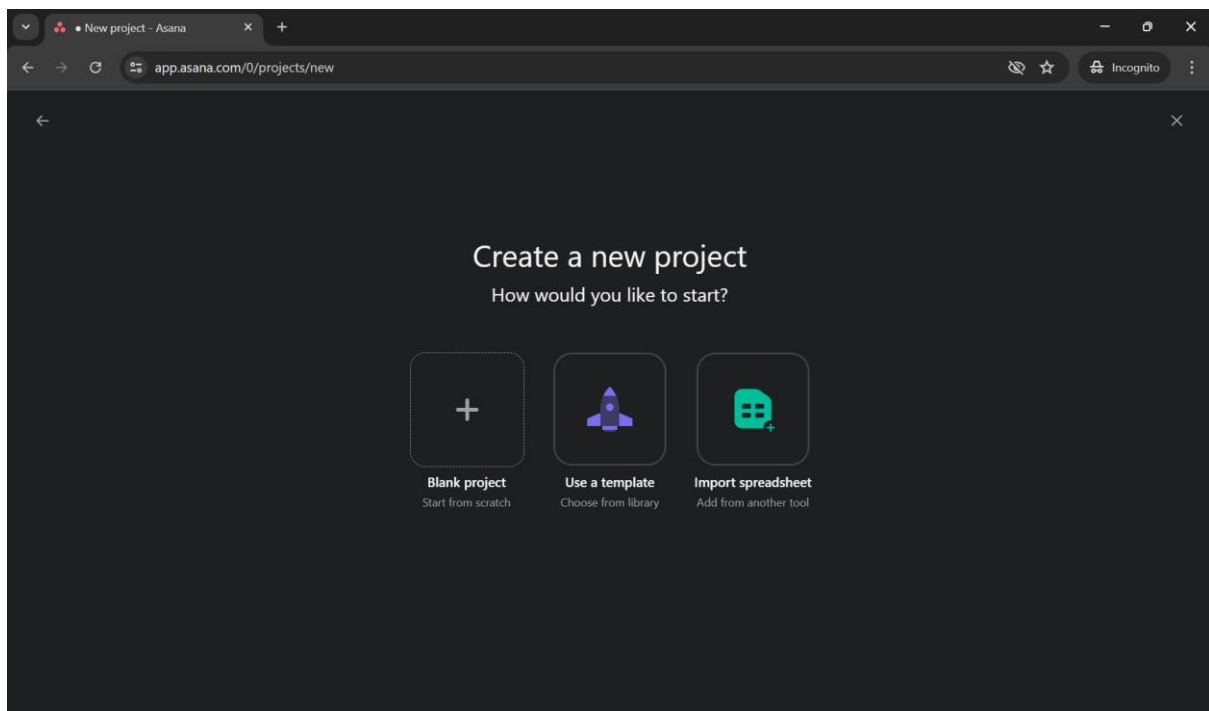 • New project - Asana
app.asana.com/0/projects/new
Incognito
Create a new project
How would you like to start?
Blank project
Start from scratch
Use a template
Choose from library
Import spreadsheet
Add from another tool